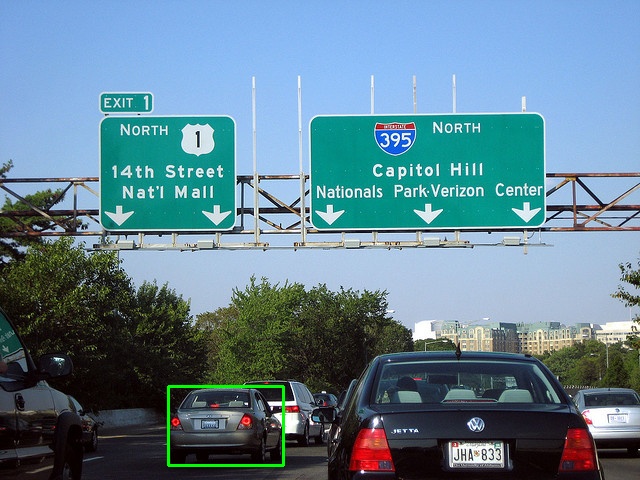 EXIT 1
NORTH 1
14th Street
Nat'l Mall
INTERSTATE
395 NORTH
Capitol Hill
Nationals Park·Verizon Center
JETTA
JHA 833